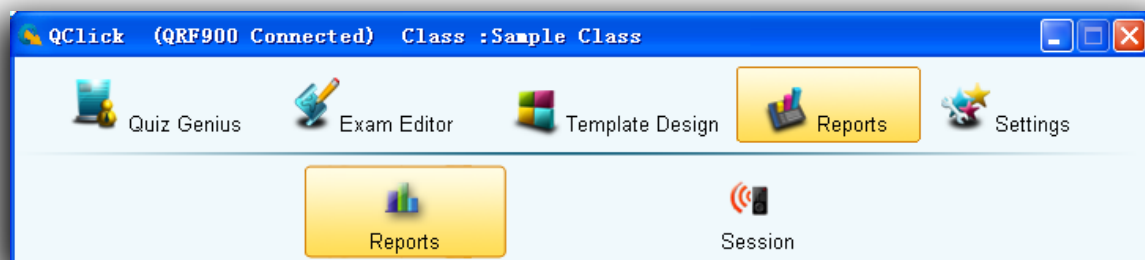 QClick (QRF900 Connected) Class :Sample Class
Quiz Genius Exam Editor Template Design Reports Settings
Reports Session